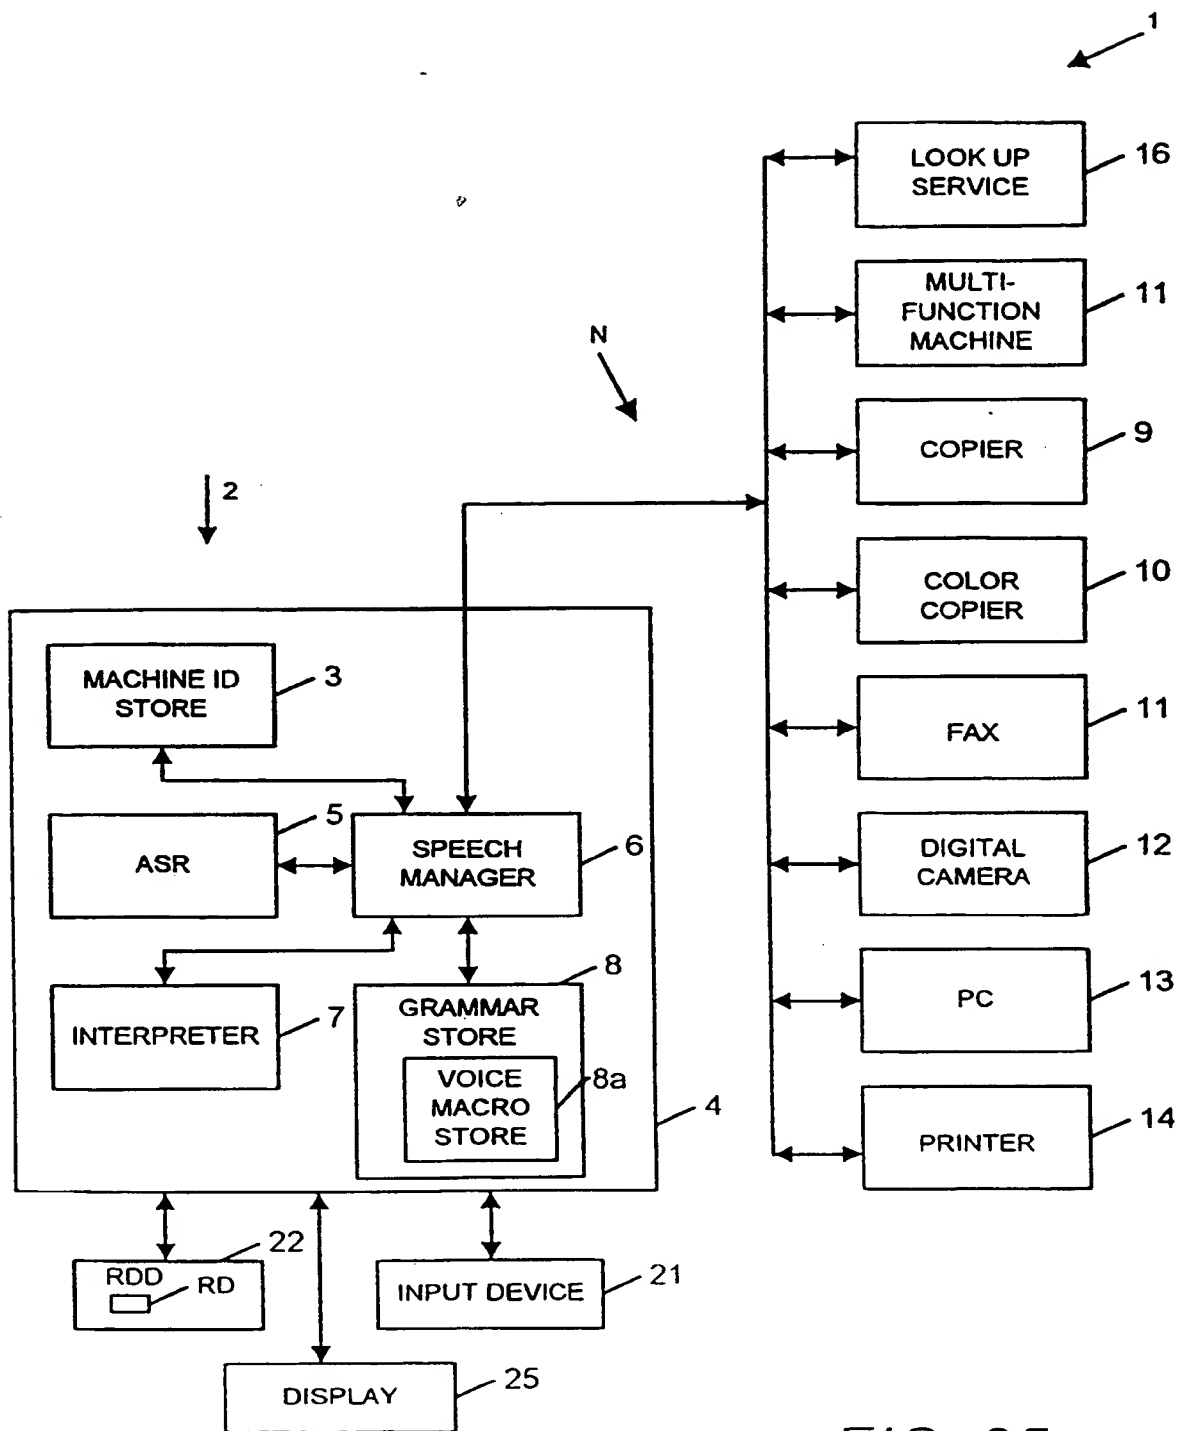 1
LOOK UP
SERVICE
16
MULTI-
FUNCTION
MACHINE
11
N
COPIER
9
2
COLOR
COPIER
10
MACHINE ID
STORE
3
FAX
11
5
ASR
SPEECH
MANAGER
6
DIGITAL
CAMERA
12
8
INTERPRETER
7
GRAMMAR
STORE
VOICE
MACRO
STORE
8a
4
PC
13
PRINTER
14
22
RDD
RD
INPUT DEVICE
21
DISPLAY
25